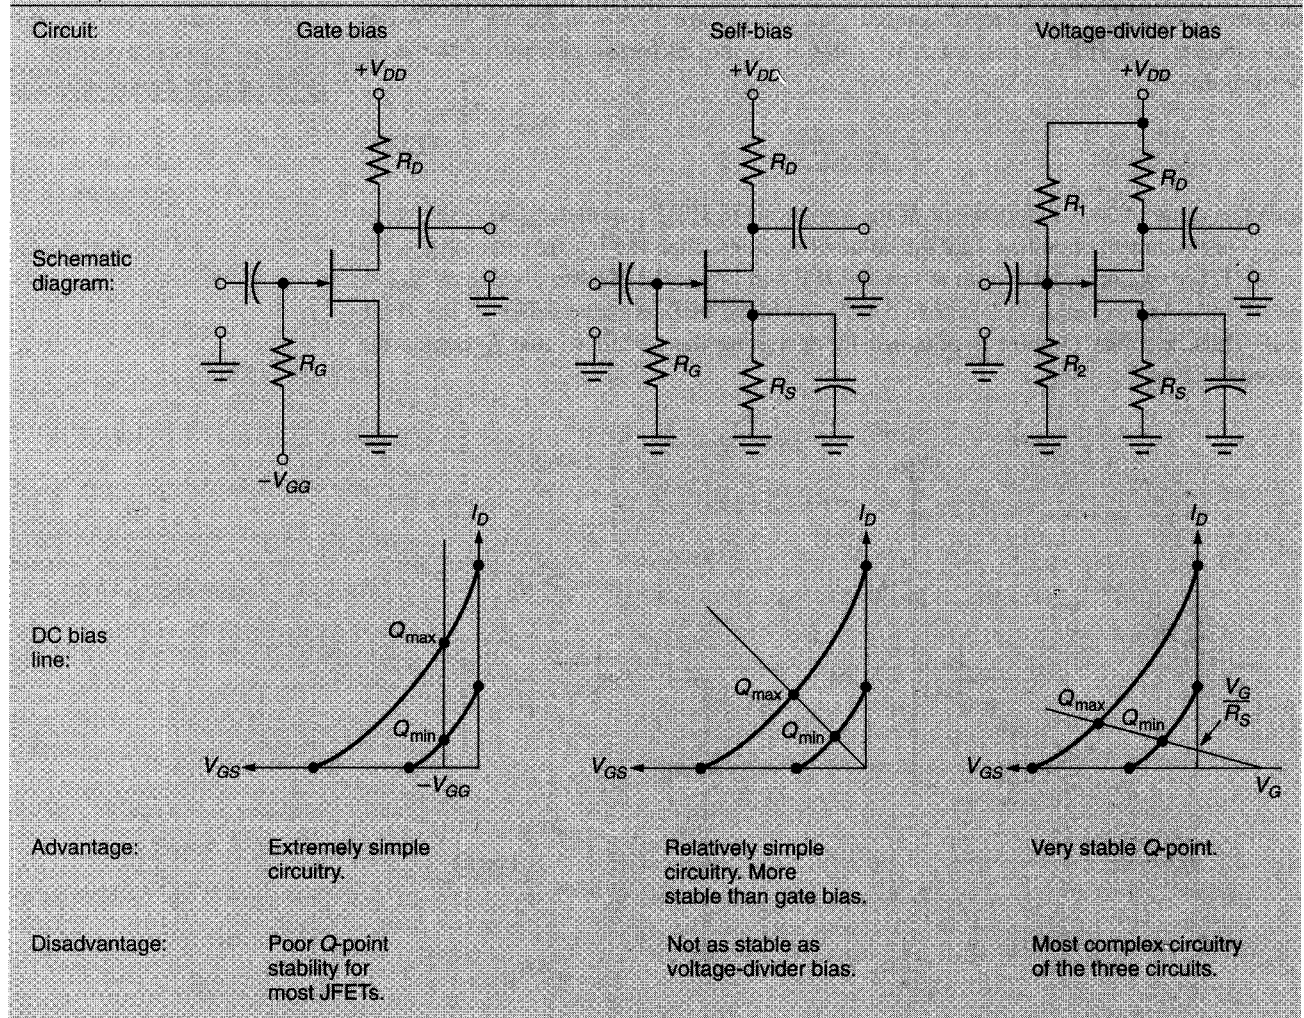 Circuit: Gate bias Self-bias Voltage-divider bias
+VDD +VDD +VDD
RD RD RD
R1
Schematic
diagram:
RG RG RS R2 RS
−VGG
ID ID ID
DC bias
line:
Qmax Qmax Qmax
Qmin Qmin Qmin
VG
RS
VGS −VGG VGS VGS VG
Advantage: Extremely simple Relatively simple Very stable Q-point.
circuitry. circuitry. More
stable than gate bias.
Disadvantage: Poor Q-point Not as stable as Most complex circuitry
stability for voltage-divider bias. of the three circuits.
most JFETs.